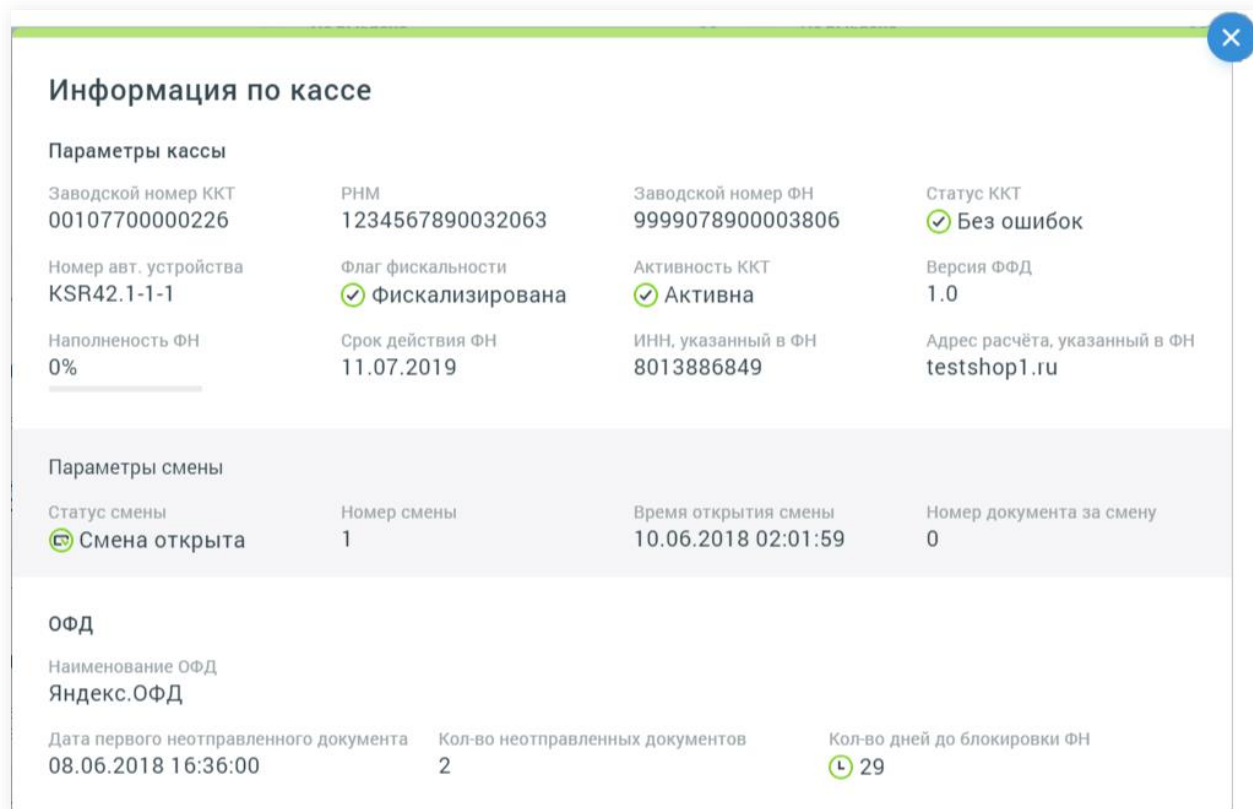 Информация по кассе
Параметры кассы
Заводской номер ККТ РНМ Заводской номер ФН Статус ККТ
00107700000226 1234567890032063 9999078900003806 Без ошибок
Номер авт. устройства Флаг фискальности Активность ККТ Версия ФФД
KSR42.1-1-1 Фискализирована Активна 1.0
Наполненость ФН Срок действия ФН ИНН, указанный в ФН Адрес расчёта, указанный в ФН
0% 11.07.2019 8013886849 testshop1.ru
Параметры смены
Статус смены Номер смены Время открытия смены Номер документа за смену
Смена открыта 1 10.06.2018 02:01:59 0
ОФД
Наименование ОФД
Яндекс.ОФД
Дата первого неотправленного документа Кол-во неотправленных документов Кол-во дней до блокировки ФН
08.06.2018 16:36:00 2 29